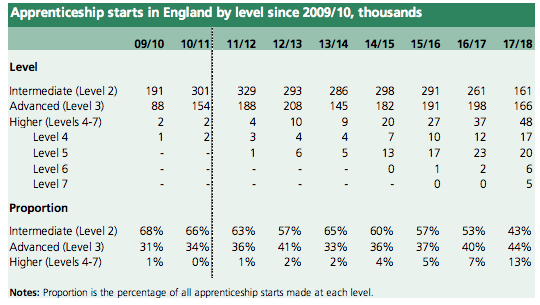 Apprenticeship starts in England by level since 2009/10, thousands
09/10 10/11 11/12 12/13 13/14 14/15 15/16 16/17 17/18
Level
Intermediate (Level 2) 191 301 329 293 286 298 291 261 161
Advanced (Level 3) 88 154 188 208 145 182 191 198 166
Higher (Levels 4-7) 2 2 4 10 9 20 27 37 48
Level 4 1 2 3 4 4 7 10 12 17
Level 5 - - 1 6 5 13 17 23 20
Level 6 - - - - - 0 1 2 6
Level 7 - - - - - - 0 0 5
Proportion
Intermediate (Level 2) 68% 66% 63% 57% 65% 60% 57% 53% 43%
Advanced (Level 3) 31% 34% 36% 41% 33% 36% 37% 40% 44%
Higher (Levels 4-7) 1% 0% 1% 2% 2% 4% 5% 7% 13%
Notes: Proportion is the percentage of all apprenticeship starts made at each level.